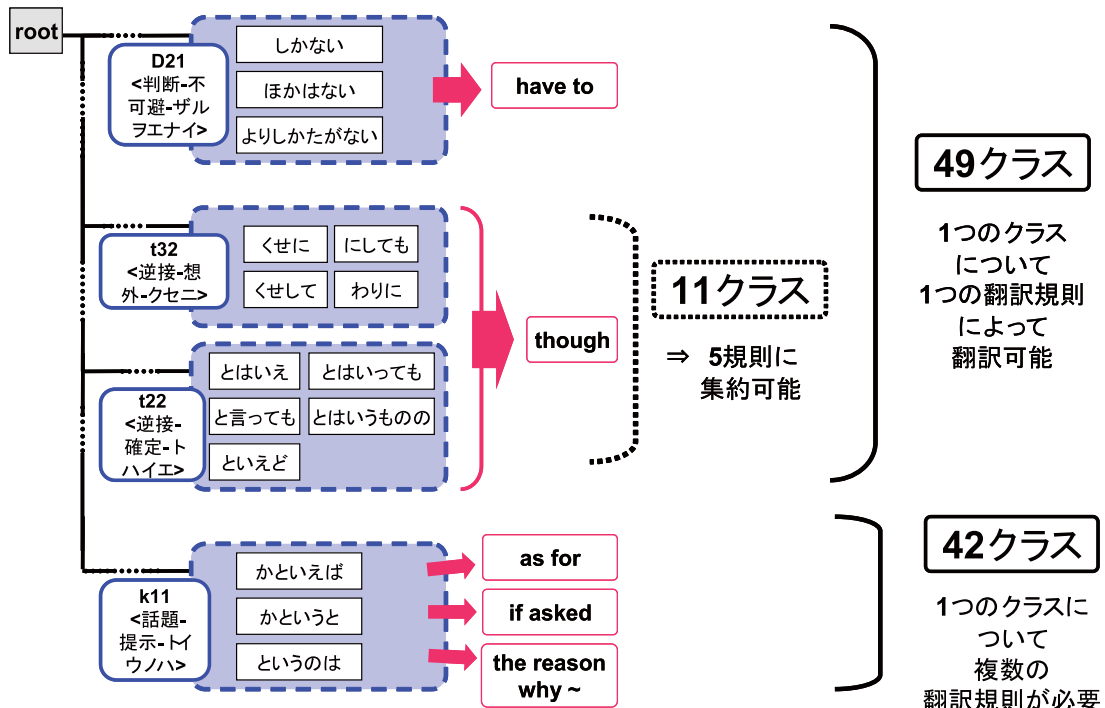 root
D21
<判断-不
可避-ザル
ヲエナイ>
しかない
ほかはない
よりしかたがない
have to
t32
<逆接-想
外-クセニ>
くせに
にしても
くせして
わりに
t22
<逆接-
確定-ト
ハイエ>
とはいえ
とはいっても
と言っても
とはいうものの
といえど
though
11クラス
⇒ 5規則に
集約可能
49クラス
1つのクラス
について
1つの翻訳規則
によって
翻訳可能
k11
<話題-
提示-トイ
ウノハ>
かといえば
かというと
というのは
as for
if asked
the reason
why ~
42クラス
1つのクラスに
ついて
複数の
翻訳規則が必要